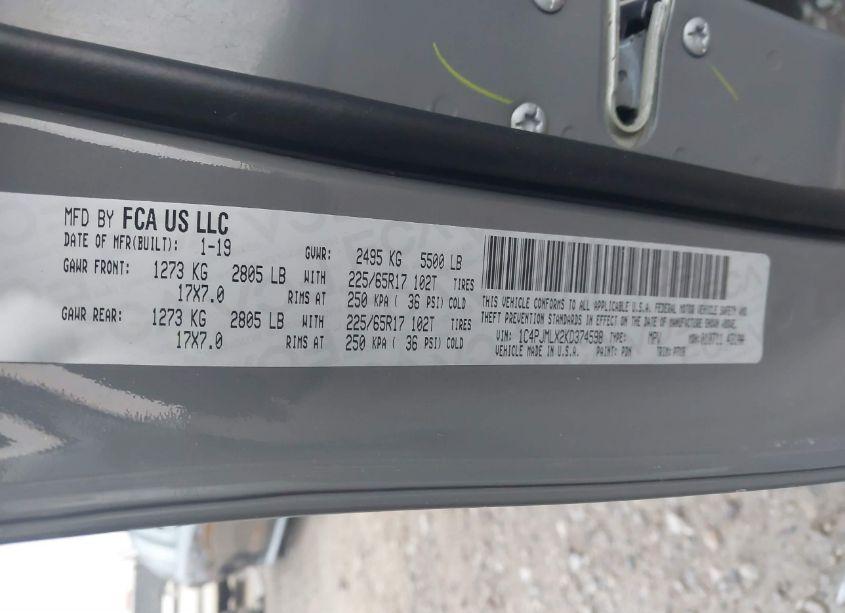 MFD BY FCA US LLC
DATE OF MFR(BUILT): 1-19 GVWR: 2495 KG 5500 LB
GAWR FRONT: 1273 KG 2805 LB WITH 225/65R17 102T TIRES
17X7.0 RIMS AT 250 KPA ( 36 PSI) COLD
GAWR REAR: 1273 KG 2805 LB WITH 225/65R17 102T TIRES
17X7.0 RIMS AT 250 KPA ( 36 PSI) COLD
THIS VEHICLE CONFORMS TO ALL APPLICABLE U.S.A. FEDERAL MOTOR VEHICLE SAFETY AND
THEFT PREVENTION STANDARDS IN EFFECT ON THE DATE OF MANUFACTURE SHOWN ABOVE.
VIN: 1C4PJMLX2KD374598 TYPE: MPV MDH:
VEHICLE MADE IN U.S.A. PAINT: PDN TRIM: